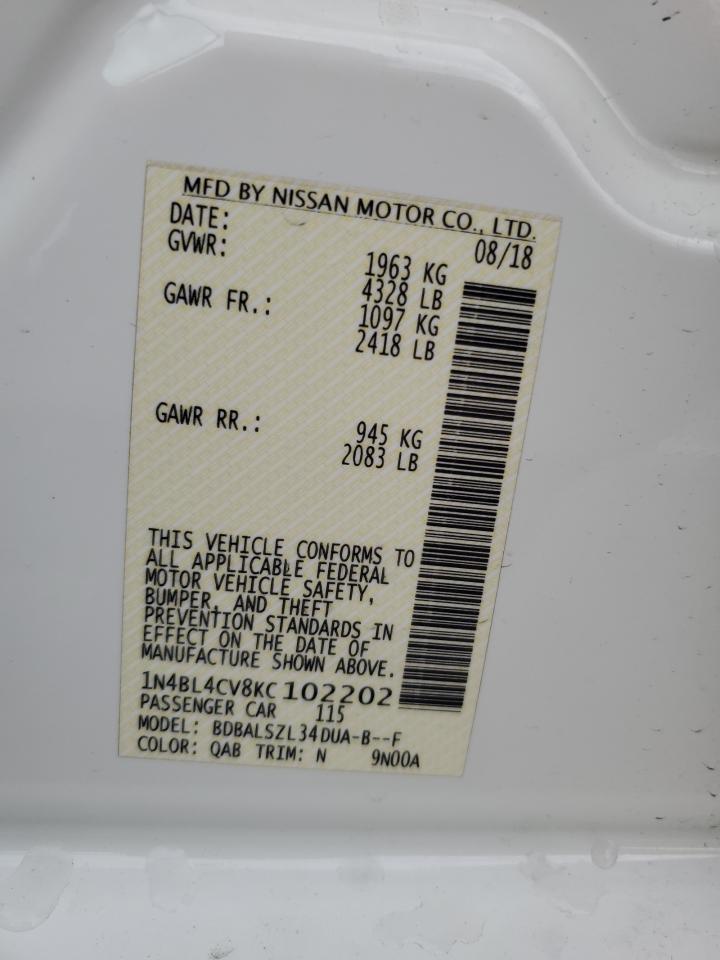 MFD BY NISSAN MOTOR CO., LTD.
DATE: 08/18
GVWR: 1963 KG
4328 LB
GAWR FR.: 1097 KG
2418 LB
GAWR RR.: 945 KG
2083 LB
THIS VEHICLE CONFORMS TO
ALL APPLICABLE FEDERAL
MOTOR VEHICLE SAFETY,
BUMPER, AND THEFT
PREVENTION STANDARDS IN
EFFECT ON THE DATE OF
MANUFACTURE SHOWN ABOVE.
1N4BL4CV8KC102202
PASSENGER CAR 115
MODEL: BDBALSZL34DUA-B--F
COLOR: QAB TRIM: N 9N00A